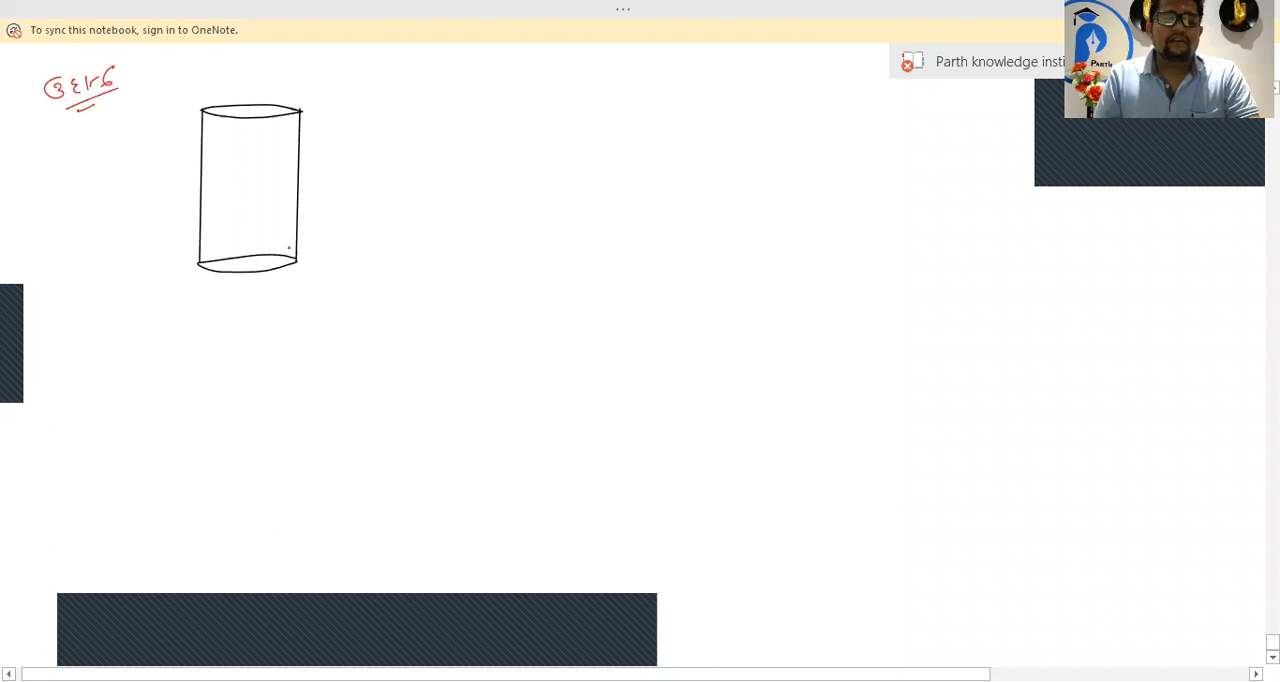 ...
To sync this notebook, sign in to OneNote.
Parth knowledge insti